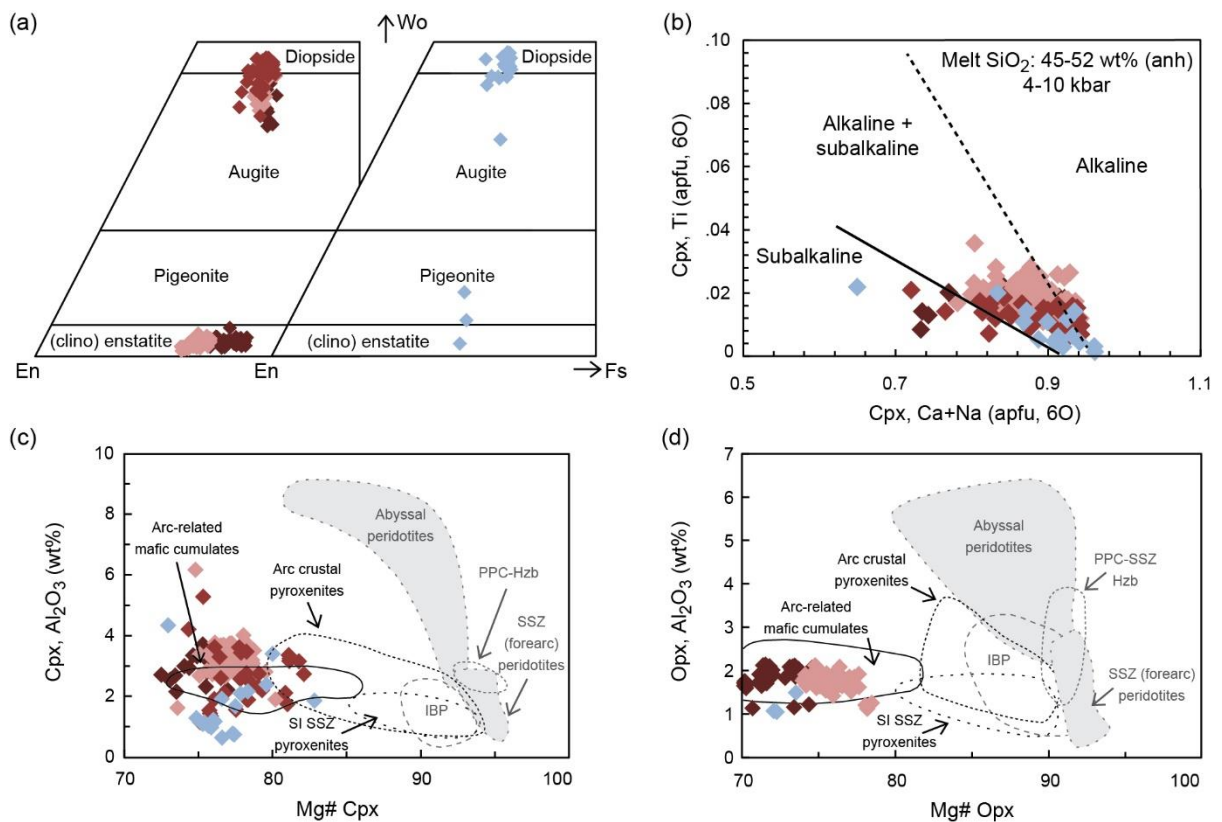 (a)
Wo
Diopside
Diopside
Augite
Augite
Pigeonite
Pigeonite
(clino) enstatite
(clino) enstatite
En
En
Fs
(b)
Cpx, Ti (apfu, 6O)
.10
0.08
0.06
0.04
.02
0
Melt SiO₂: 45-52 wt% (anh)
4-10 kbar
Alkaline +
subalkaline
Alkaline
Subalkaline
0.5
0.7
0.9
1.1
Cpx, Ca+Na (apfu, 6O)
(c)
Cpx, Al₂O₃ (wt%)
10
8
6
4
2
0
Arc-related
mafic cumulates
Arc crustal
pyroxenites
Abyssal
peridotites
PPC-Hzb
SSZ
(forearc)
peridotites
IBP
SI SSZ
pyroxenites
70
80
90
100
Mg# Cpx
(d)
Opx, Al₂O₃ (wt%)
7
6
5
4
3
2
1
0
Abyssal
peridotites
Arc crustal
pyroxenites
Arc-related
mafic cumulates
PPC-SSZ
Hzb
IBP
SSZ (forearc)
peridotites
SI SSZ
pyroxenites
70
80
90
100
Mg# Opx